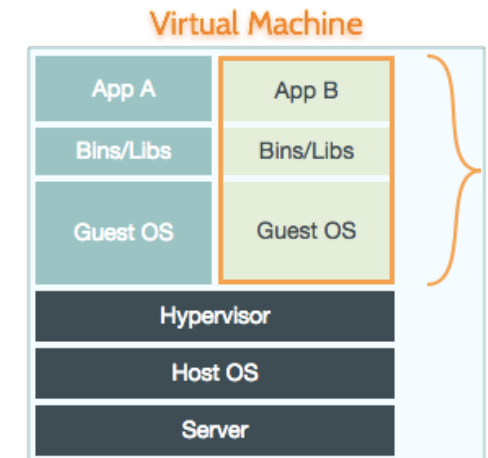 Virtual Machine
App A
App B
Bins/Libs
Bins/Libs
Guest OS
Guest OS
Hypervisor
Host OS
Server